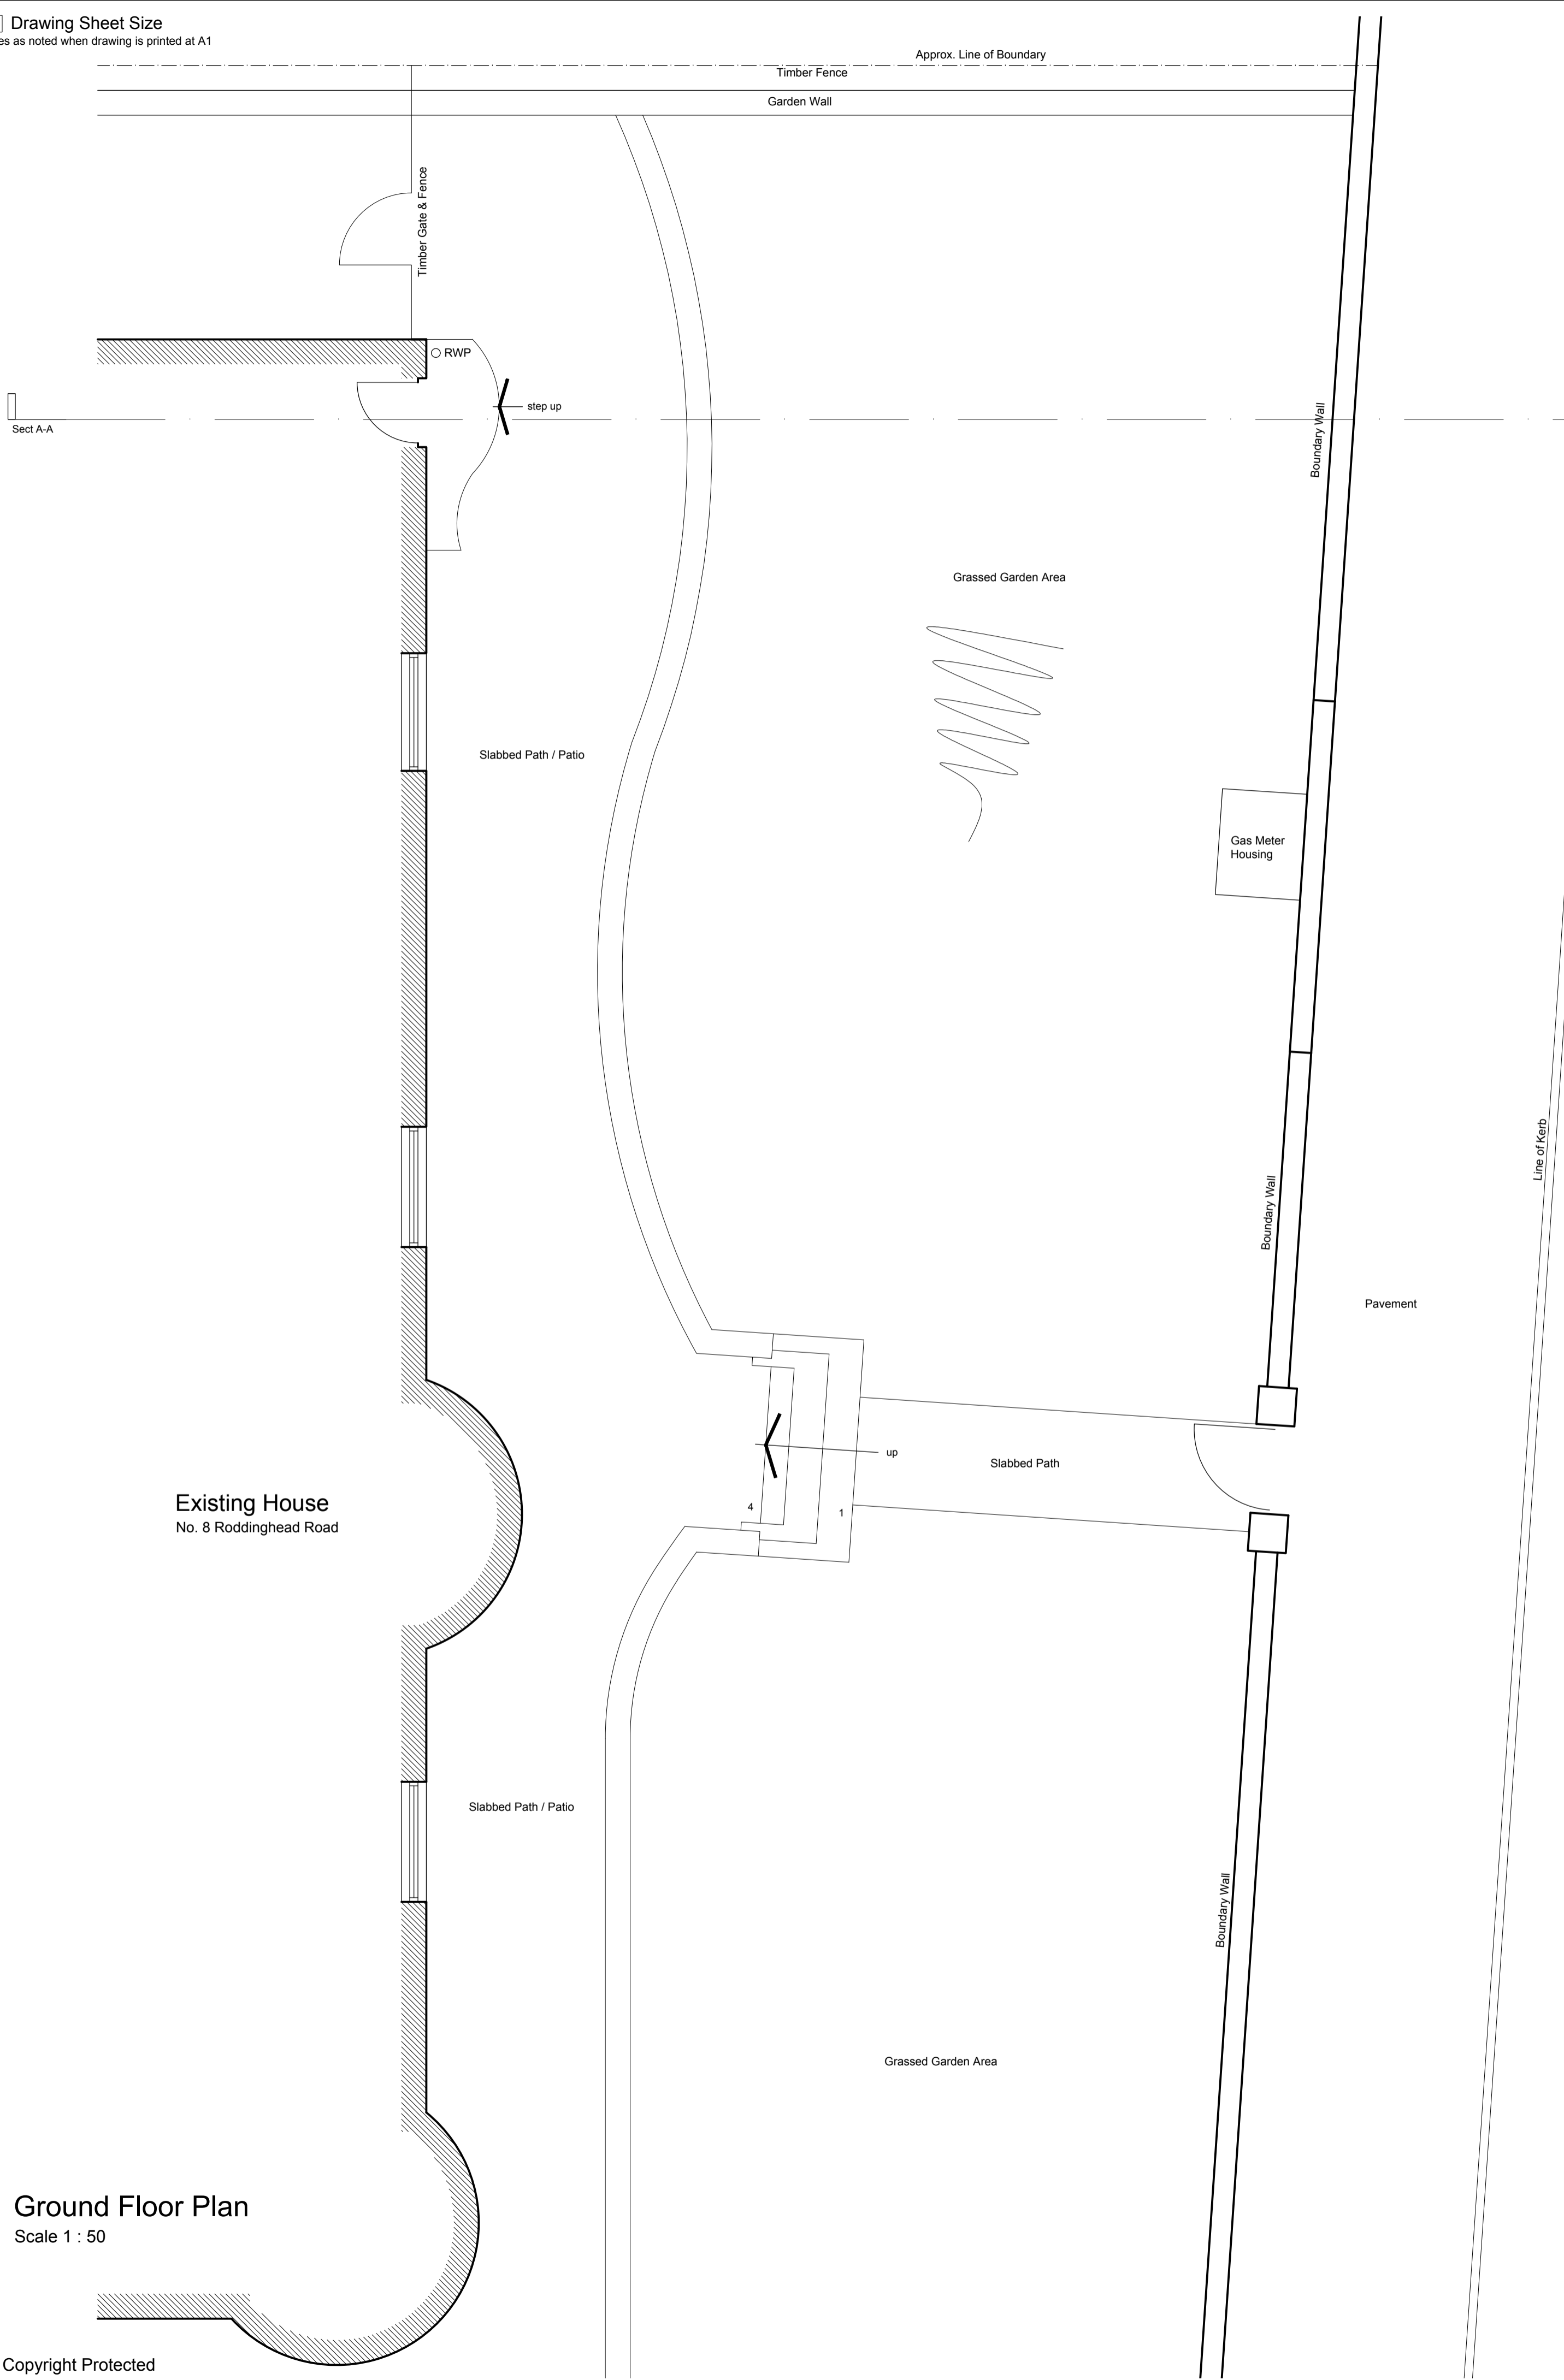 Drawing Sheet Size
as noted when drawing is printed at A1
Approx. Line of Boundary
Timber Fence
Garden Wall
Timber Gate & Fence
RWP
step up
Sect A-A
Boundary Wall
Grassed Garden Area
Slabbed Path / Patio
Gas Meter
Housing
Line of Kerb
Boundary Wall
Pavement
up
Slabbed Path
4
1
Existing House
No. 8 Roddinghead Road
Slabbed Path / Patio
Boundary Wall
Grassed Garden Area
Ground Floor Plan
Scale 1 : 50
Copyright Protected